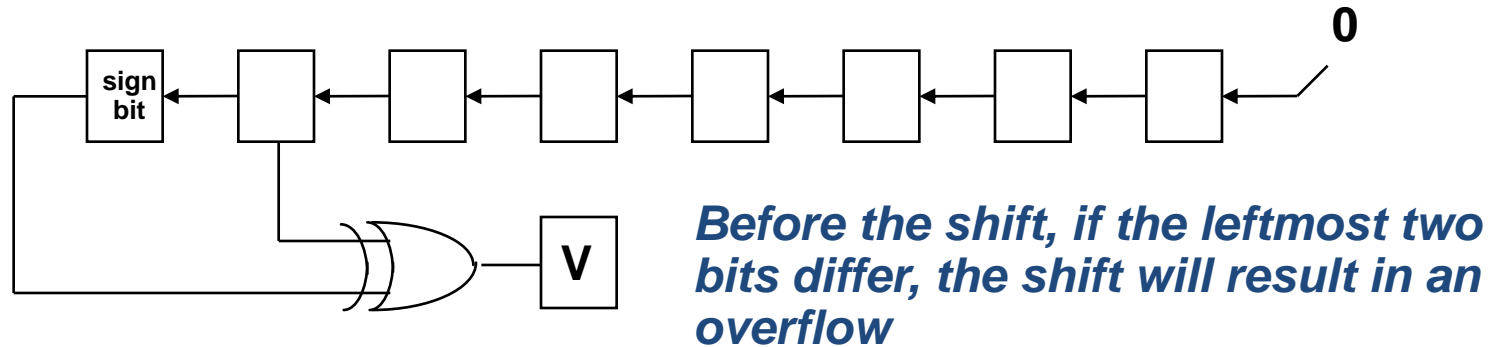 0
sign
bit
V
Before the shift, if the leftmost two
bits differ, the shift will result in an
overflow